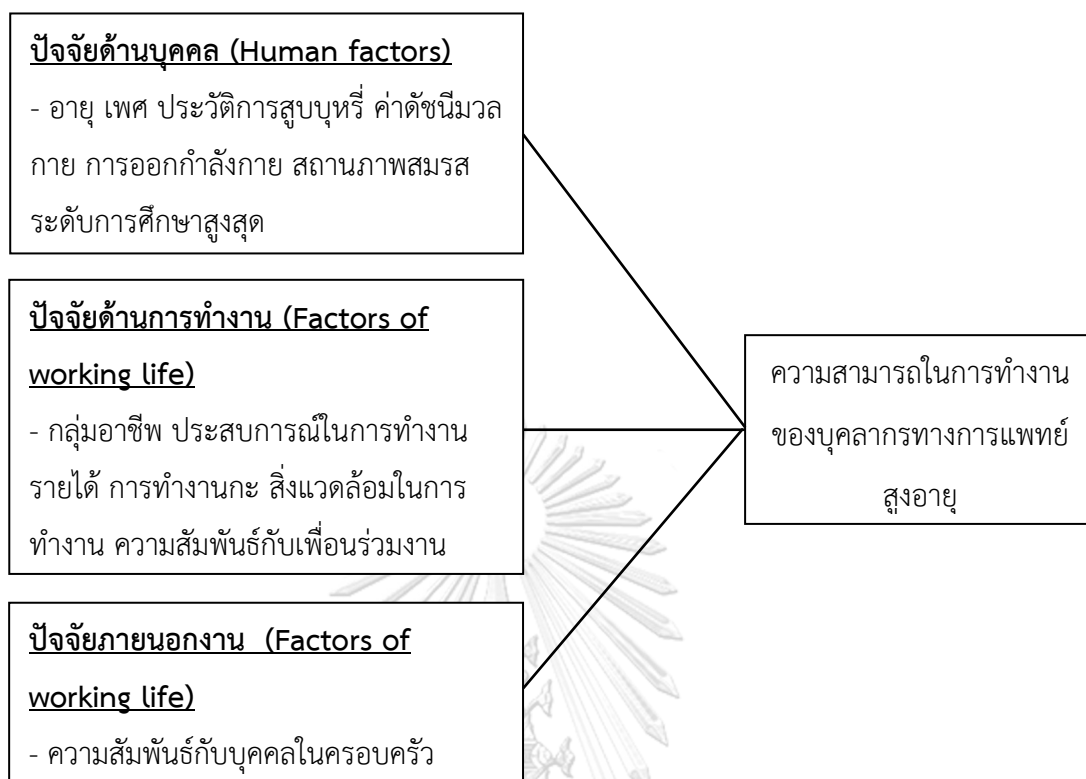 ปัจจัยด้านบุคคล (Human factors)
- อายุ เพศ ประวัติการสูบบุหรี่ ค่าดัชนีมวล
กาย การออกกำลังกาย สถานภาพสมรส
ระดับการศึกษาสูงสุด
ปัจจัยด้านการทำงาน (Factors of
working life)
- กลุ่มอาชีพ ประสบการณ์ในการทำงาน
รายได้ การทำงานกะ สิ่งแวดล้อมในการ
ทำงาน ความสัมพันธ์กับเพื่อนร่วมงาน
ปัจจัยภายนอกงาน (Factors of
working life)
- ความสัมพันธ์กับบุคคลในครอบครัว
ความสามารถในการทำงาน
ของบุคลากรทางการแพทย์
สูงอายุ